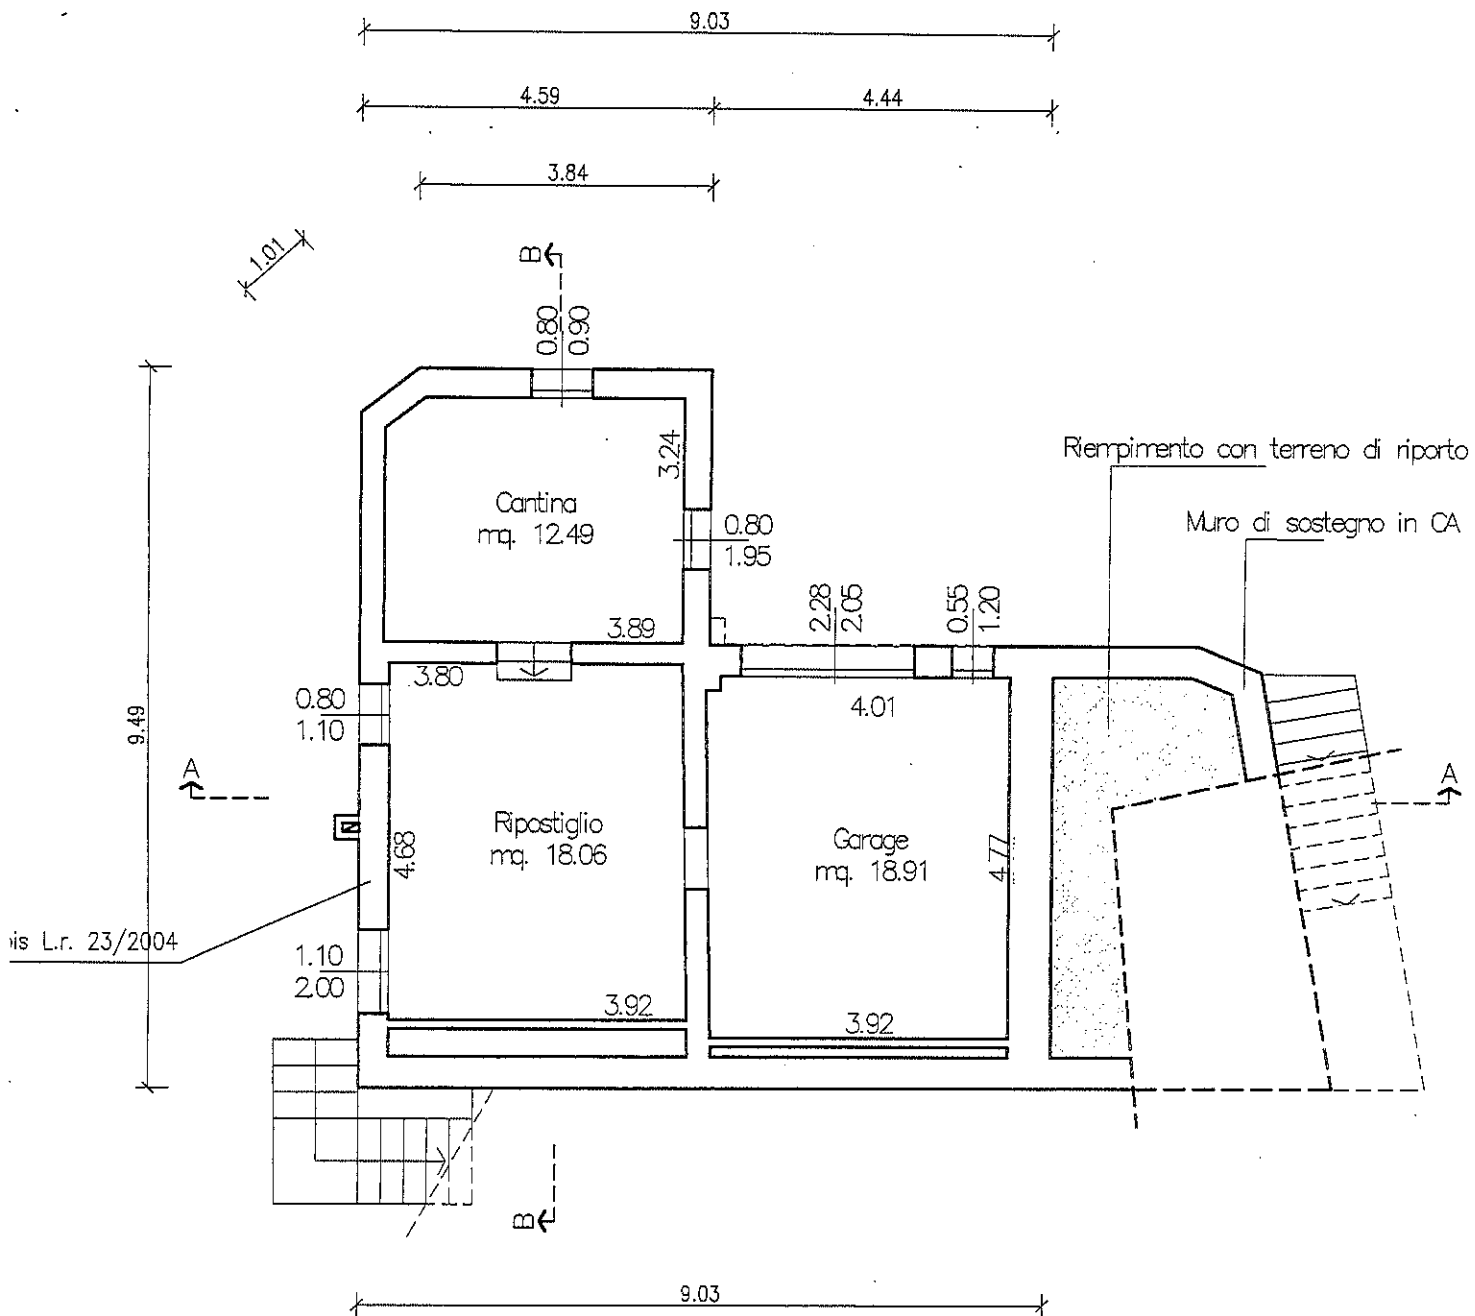 9.03
4.59
4.44
3.84
1.01
B
0.80
0.90
3.24
Riempimento con terreno di riporto
Cantina
mq. 12.49
Muro di sostegno in CA
0.80
1.95
2.28
2.05
0.55
1.20
3.89
3.80
4.01
0.80
1.10
9.49
A
A
Ripostiglio
mq. 18.06
4.68
Garage
mq. 18.91
4.77
L.r. 23/2004
1.10
2.00
3.92
3.92
B
9.03